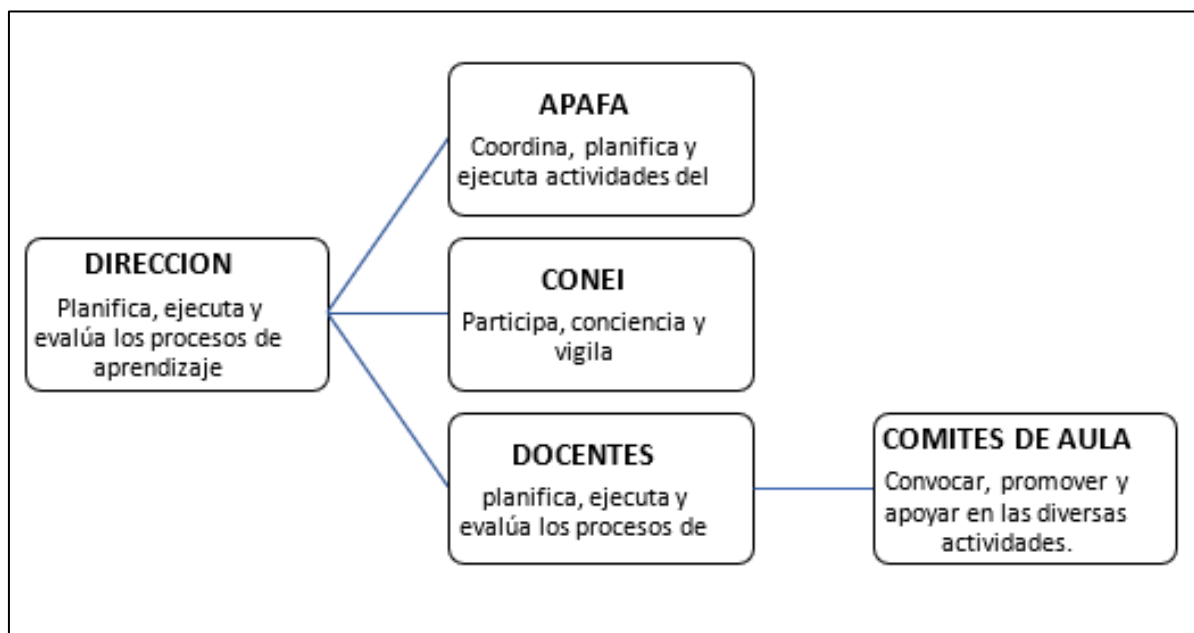 APAFA
Coordina, planifica y
ejecuta actividades del
DIRECCION
Planifica, ejecuta y
evalúa los procesos de
aprendizaje
CONEI
Participa, conciencia y
vigila
DOCENTES
planifica, ejecuta y
evalúa los procesos de
COMITES DE AULA
Convocar, promover y
apoyar en las diversas
actividades.